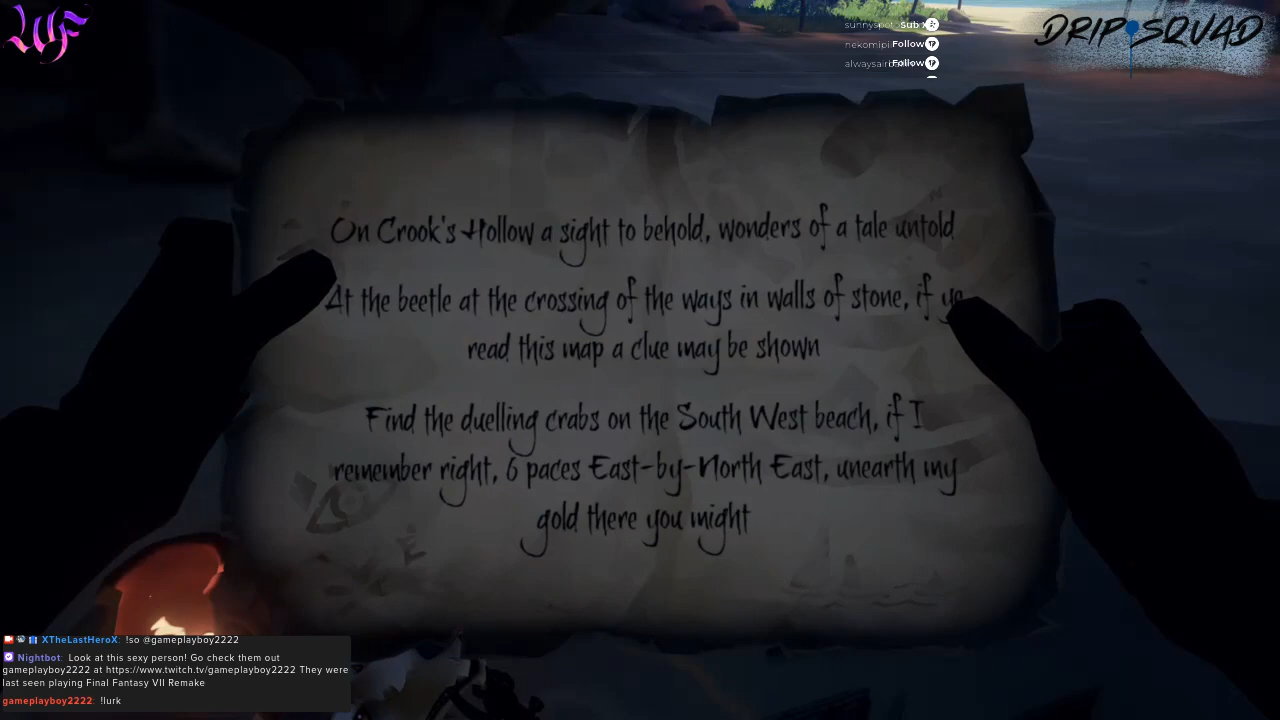 WF
sunnyspot Sub
nekomipi Follow
Follow
DRIP SQUAD
On Crook's Hollow a sight to behold, wonders of a tale untold
At the beetle at the crossing of the ways in walls of stone, if ye
read this map a clue may be shown
Find the duelling crabs on the South West beach, if I
remember right, 6 paces East-by-North East, unearth my
gold there you might
XTheLastHeroX: !so @gameplayboy2222
Nightbot: Look at this sexy person! Go check them out
gameplayboy2222 at https://www.twitch.tv/gameplayboy2222 They were
last seen playing Final Fantasy VII Remake
gameplayboy2222: !lurk